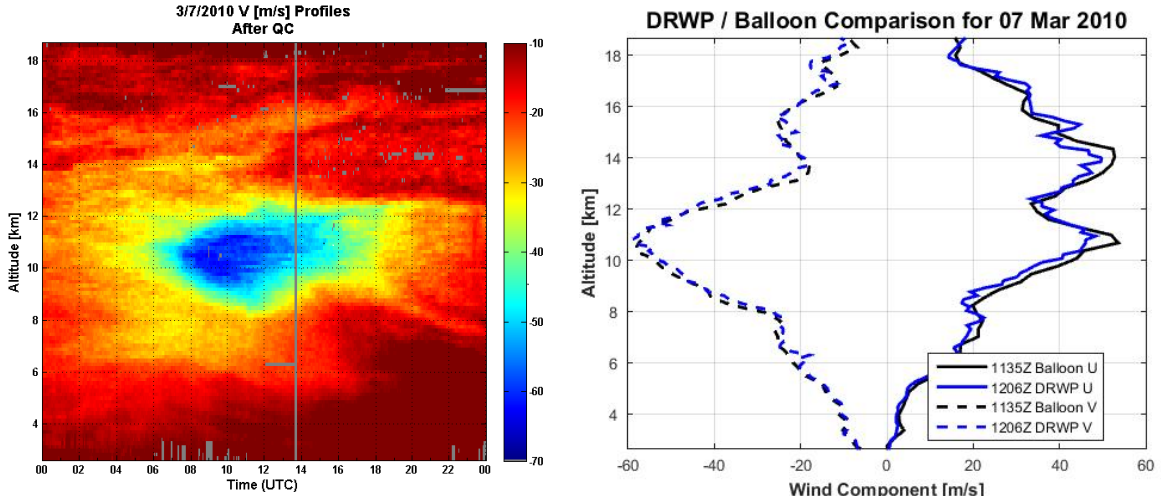 3/7/2010 V [m/s] Profiles
After QC
18
16
14
12
10
8
6
4
Altitude [km]
00 02 04 06 08 10 12 14 16 18 20 22 00
Time (UTC)
-10
-20
-30
-40
-50
-60
-70
DRWP / Balloon Comparison for 07 Mar 2010
18
16
14
12
10
8
6
4
Altitude [km]
-60 -40 -20 0 20 40 60
Wind Component [m/s]
1135Z Balloon U
1206Z DRWP U
1135Z Balloon V
1206Z DRWP V